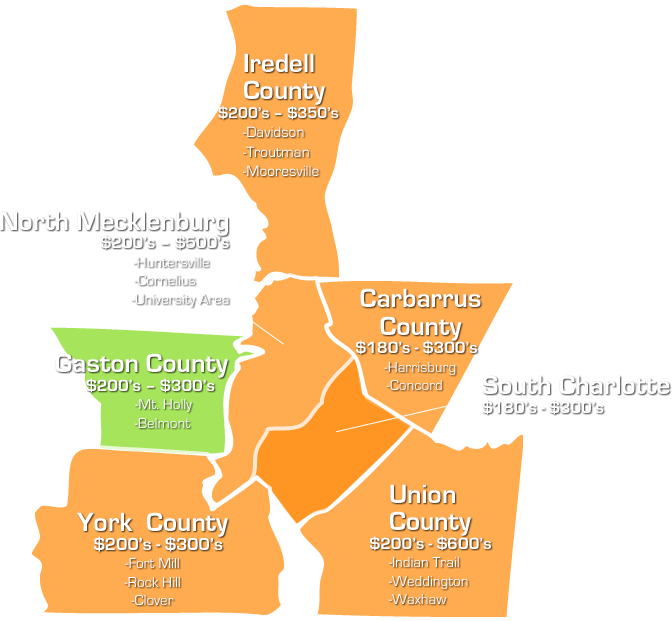 Iredell
County
$200's – $350's
-Davidson
-Troutman
-Mooresville
North Mecklenburg
$200's – $500's
-Huntersville
-Cornelius
-University Area
Carbarrus
County
$180's - $300's
-Harrisburg
-Concord
Gaston County
$200's – $300's
-Mt. Holly
-Belmont
South Charlotte
$180's - $300's
York County
$200's - $300's
-Fort Mill
-Rock Hill
-Clover
Union
County
$200's - $600's
-Indian Trail
-Weddington
-Waxhaw